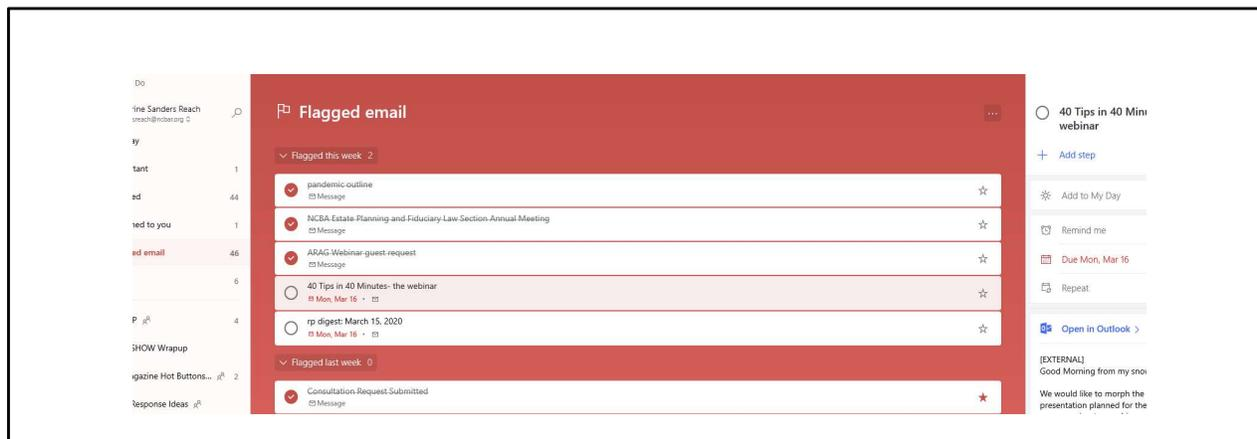 Do
rine Sanders Reach
sreach@ncbar.org
ay
tant 1
ed 44
ned to you 1
ed email 46
6
P 4
SHOW Wrapup
gazine Hot Buttons... 2
Response Ideas
Flagged email
...
Flagged this week 2
pandemic outline
Message
NCBA Estate Planning and Fiduciary Law Section Annual Meeting
Message
ARAG Webinar guest request
Message
40 Tips in 40 Minutes- the webinar
Mon, Mar 16 •
rp digest: March 15, 2020
Mon, Mar 16 •
Flagged last week 0
Consultation Request Submitted
Message
40 Tips in 40 Minu
webinar
Add step
Add to My Day
Remind me
Due Mon, Mar 16
Repeat
Open in Outlook >
[EXTERNAL]
Good Morning from my snow
We would like to morph the
presentation planned for the